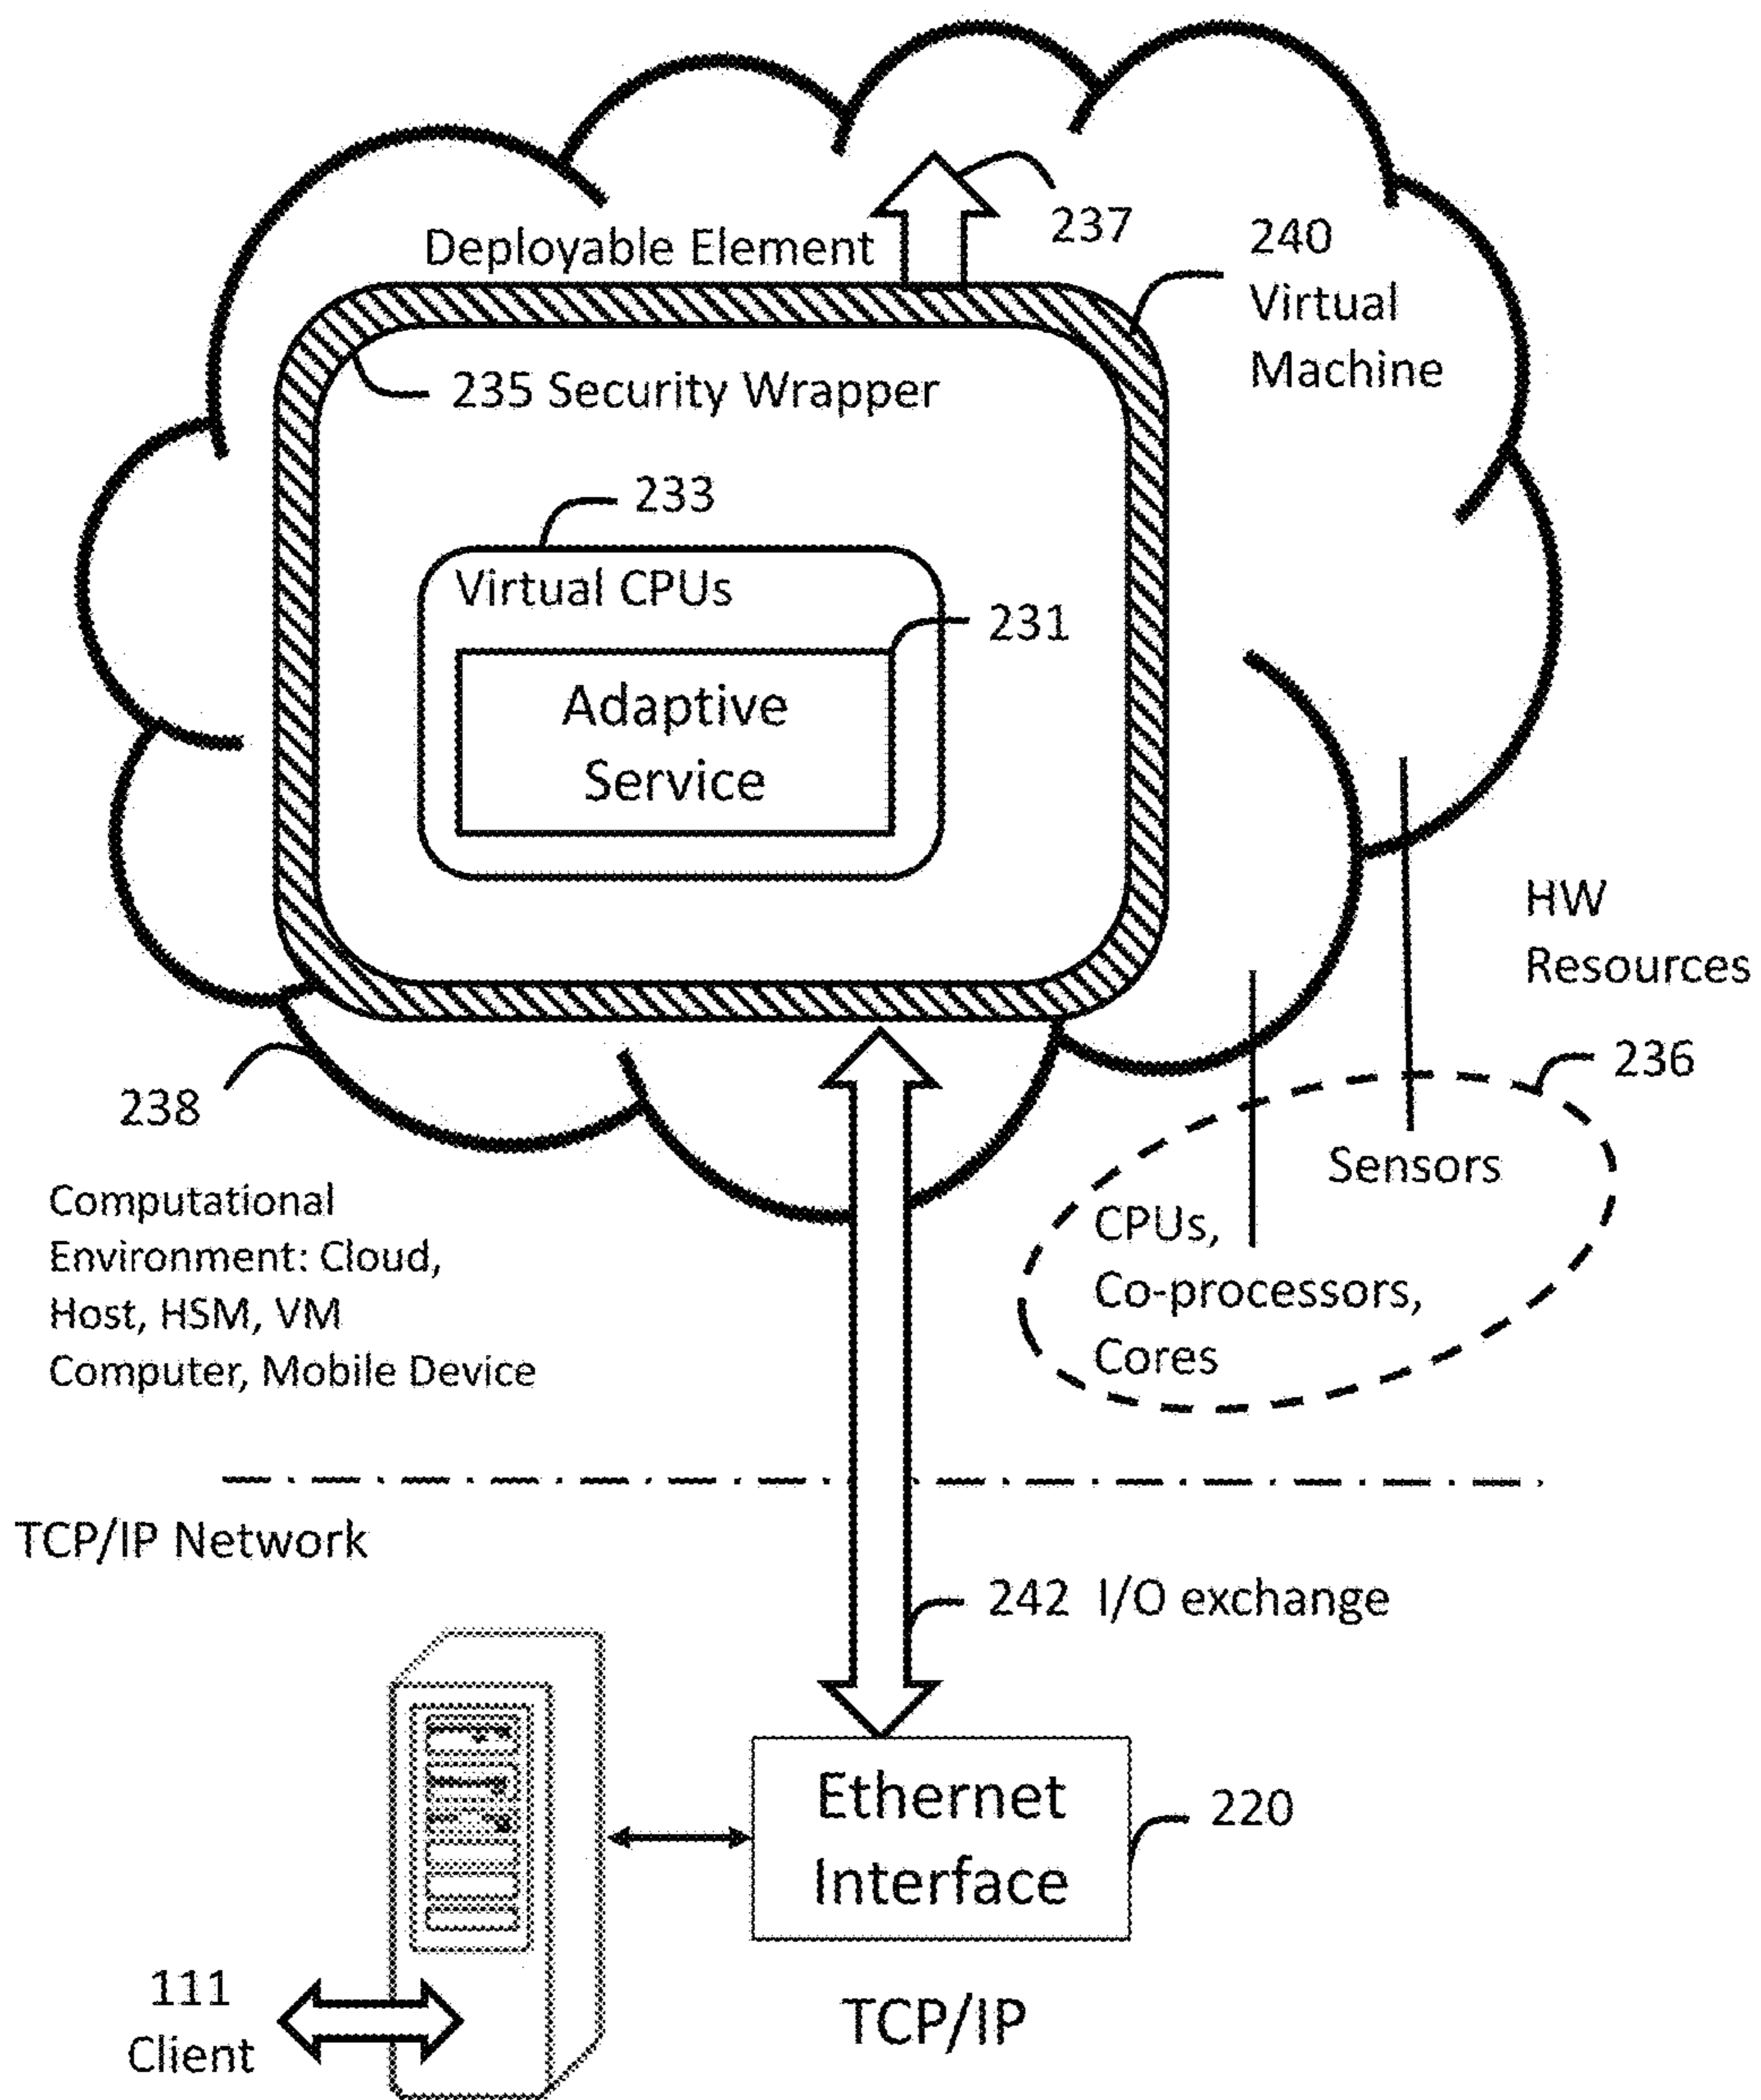 237
240
Virtual
Machine
Deployable Element
235 Security Wrapper
233
Virtual CPUs
231
Adaptive
Service
HW
Resources
236
238
Sensors
CPUs,
Co-processors,
Cores
Computational
Environment: Cloud,
Host, HSM, VM
Computer, Mobile Device
TCP/IP Network
242 I/O exchange
Ethernet
Interface
220
111
Client
TCP/IP